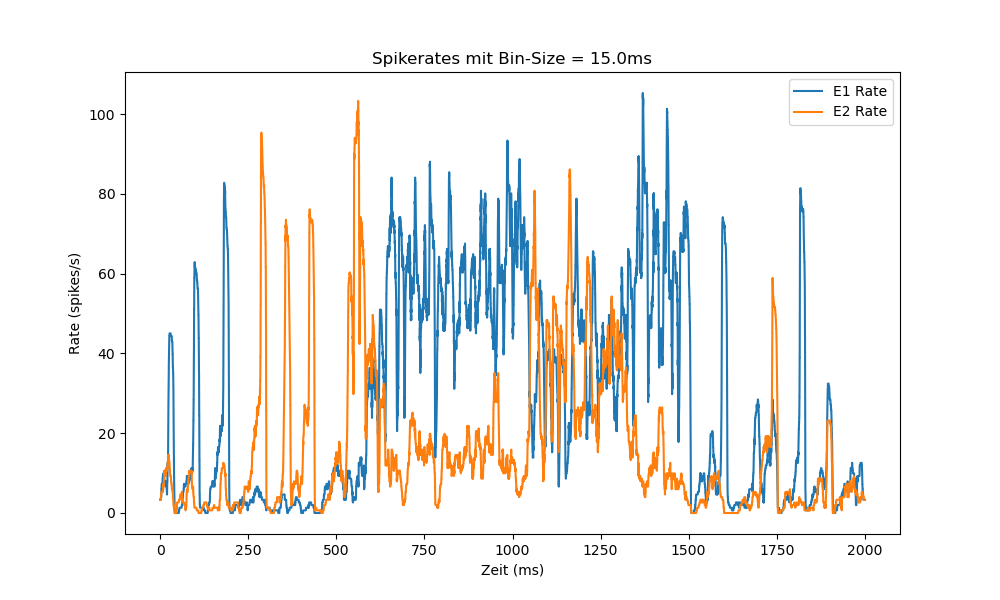 Spikerates mit Bin-Size = 15.0ms
E1 Rate
E2 Rate
100
80
60
40
20
0
Rate (spikes/s)
0 250 500 750 1000 1250 1500 1750 2000
Zeit (ms)